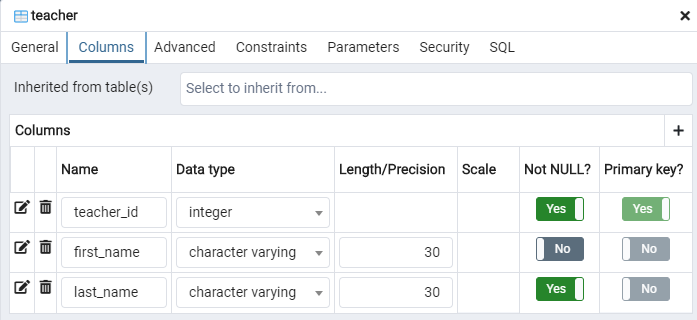 teacher
General Columns Advanced Constraints Parameters Security SQL
Inherited from table(s) Select to inherit from...
Columns
Name Data type Length/Precision Scale Not NULL? Primary key?
teacher_id integer Yes Yes
first_name character varying 30 No No
last_name character varying 30 Yes No